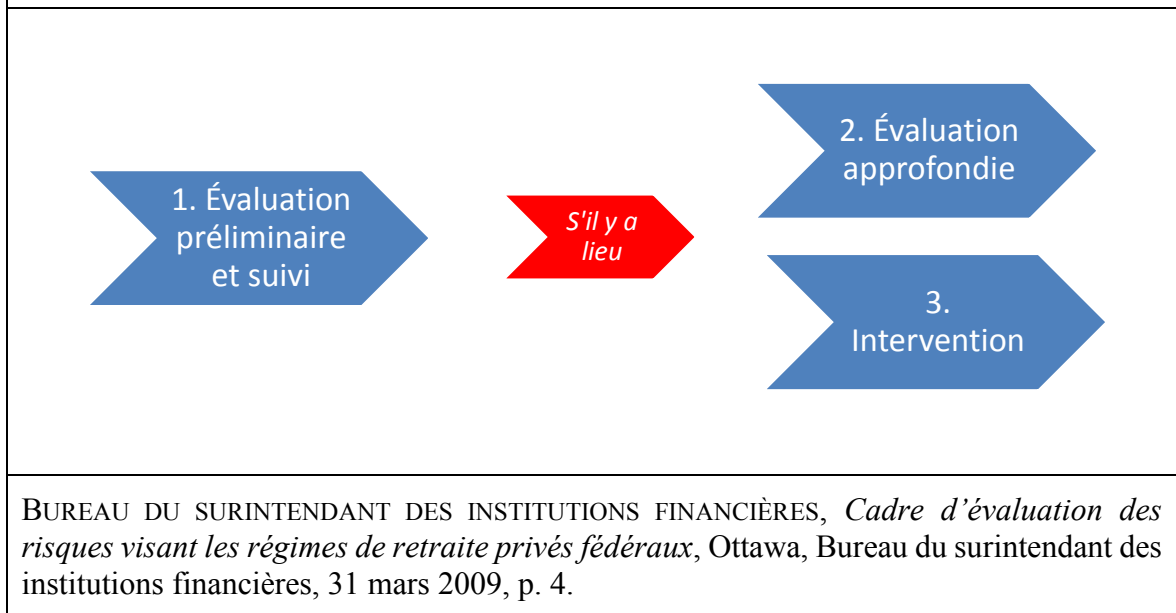 1. Évaluation
préliminaire
et suivi
S'il y a
lieu
2. Évaluation
approfondie
3.
Intervention
BUREAU DU SURINTENDANT DES INSTITUTIONS FINANCIÈRES, Cadre d’évaluation des
risques visant les régimes de retraite privés fédéraux, Ottawa, Bureau du surintendant des
institutions financières, 31 mars 2009, p. 4.